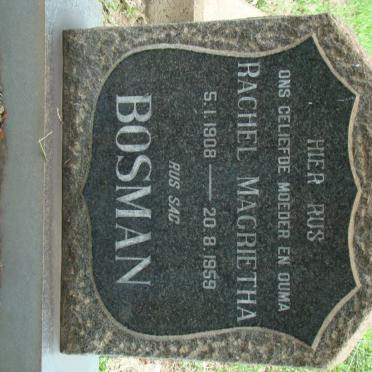 HIER RUS
ONS GELIEFDE MOEDER EN OUMA
RACHEL MAGRIETHA
5.1.1908 — 20.8.1959
RUS SAG
BOSMAN